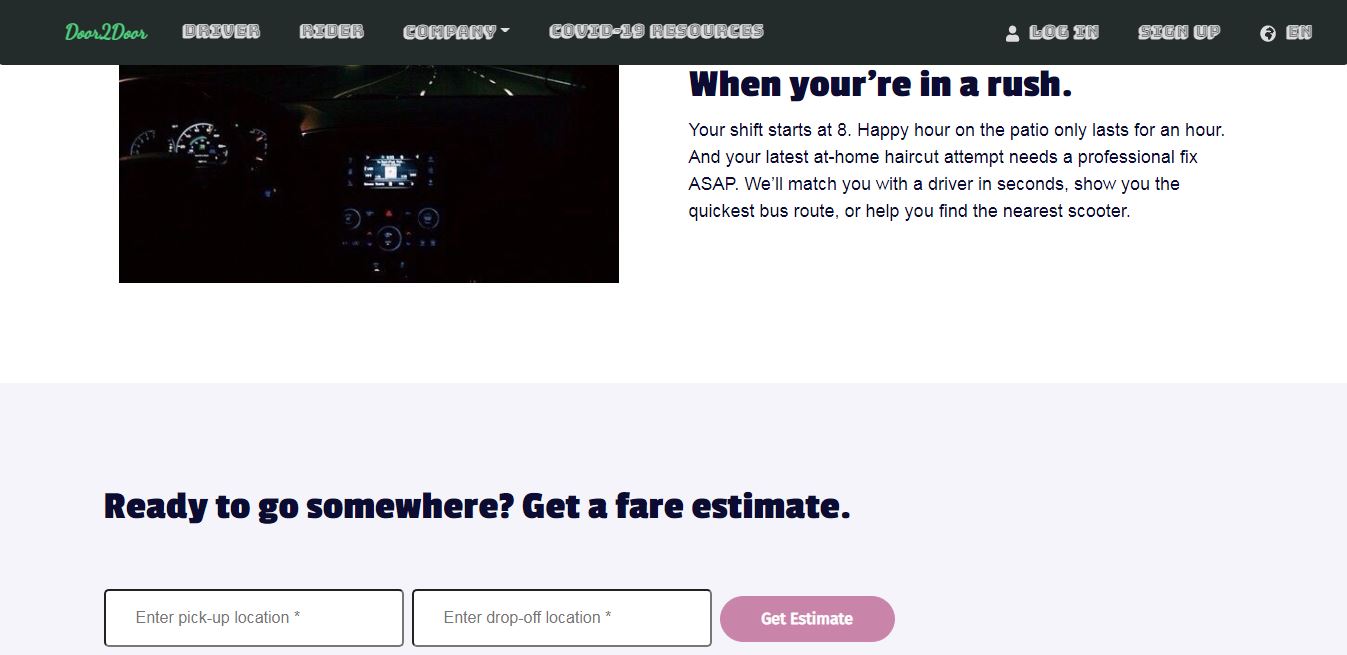 Door2Door DRIVER RIDER COMPANY COVID-19 RESOURCES LOG IN SIGN UP EN
When your’re in a rush.
Your shift starts at 8. Happy hour on the patio only lasts for an hour.
And your latest at-home haircut attempt needs a professional fix
ASAP. We’ll match you with a driver in seconds, show you the
quickest bus route, or help you find the nearest scooter.
Ready to go somewhere? Get a fare estimate.
Enter pick-up location * Enter drop-off location * Get Estimate